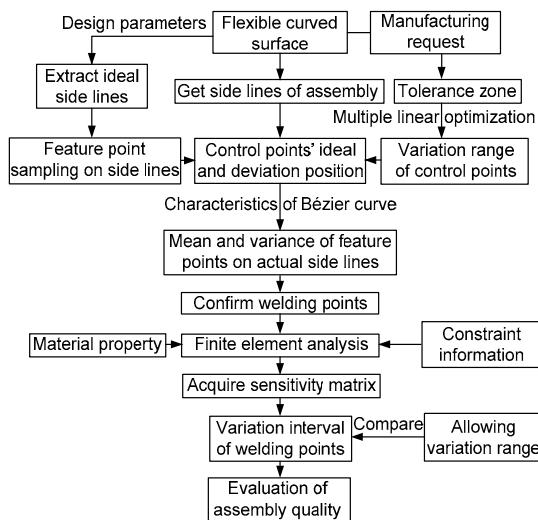 Design parameters
Flexible curved
surface
Manufacturing
request
Extract ideal
side lines
Get side lines of assembly
Tolerance zone
Multiple linear optimization
Feature point
sampling on side lines
Control points' ideal
and deviation position
Variation range
of control points
Characteristics of Bézier curve
Mean and variance of feature
points on actual side lines
Confirm welding points
Material property
Finite element analysis
Constraint
information
Acquire sensitivity matrix
Variation interval
of welding points
Compare
Allowing
variation range
Evaluation of
assembly quality